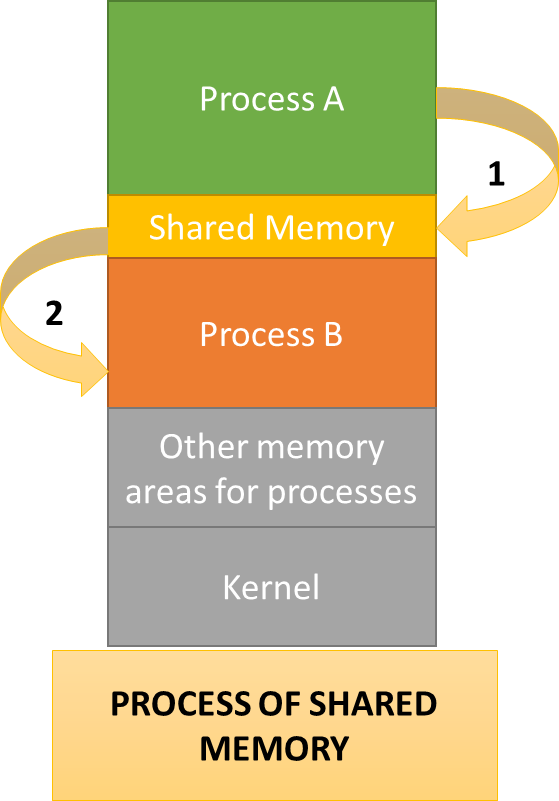 Process A
1
Shared Memory
2
Process B
Other memory
areas for processes
Kernel
PROCESS OF SHARED
MEMORY